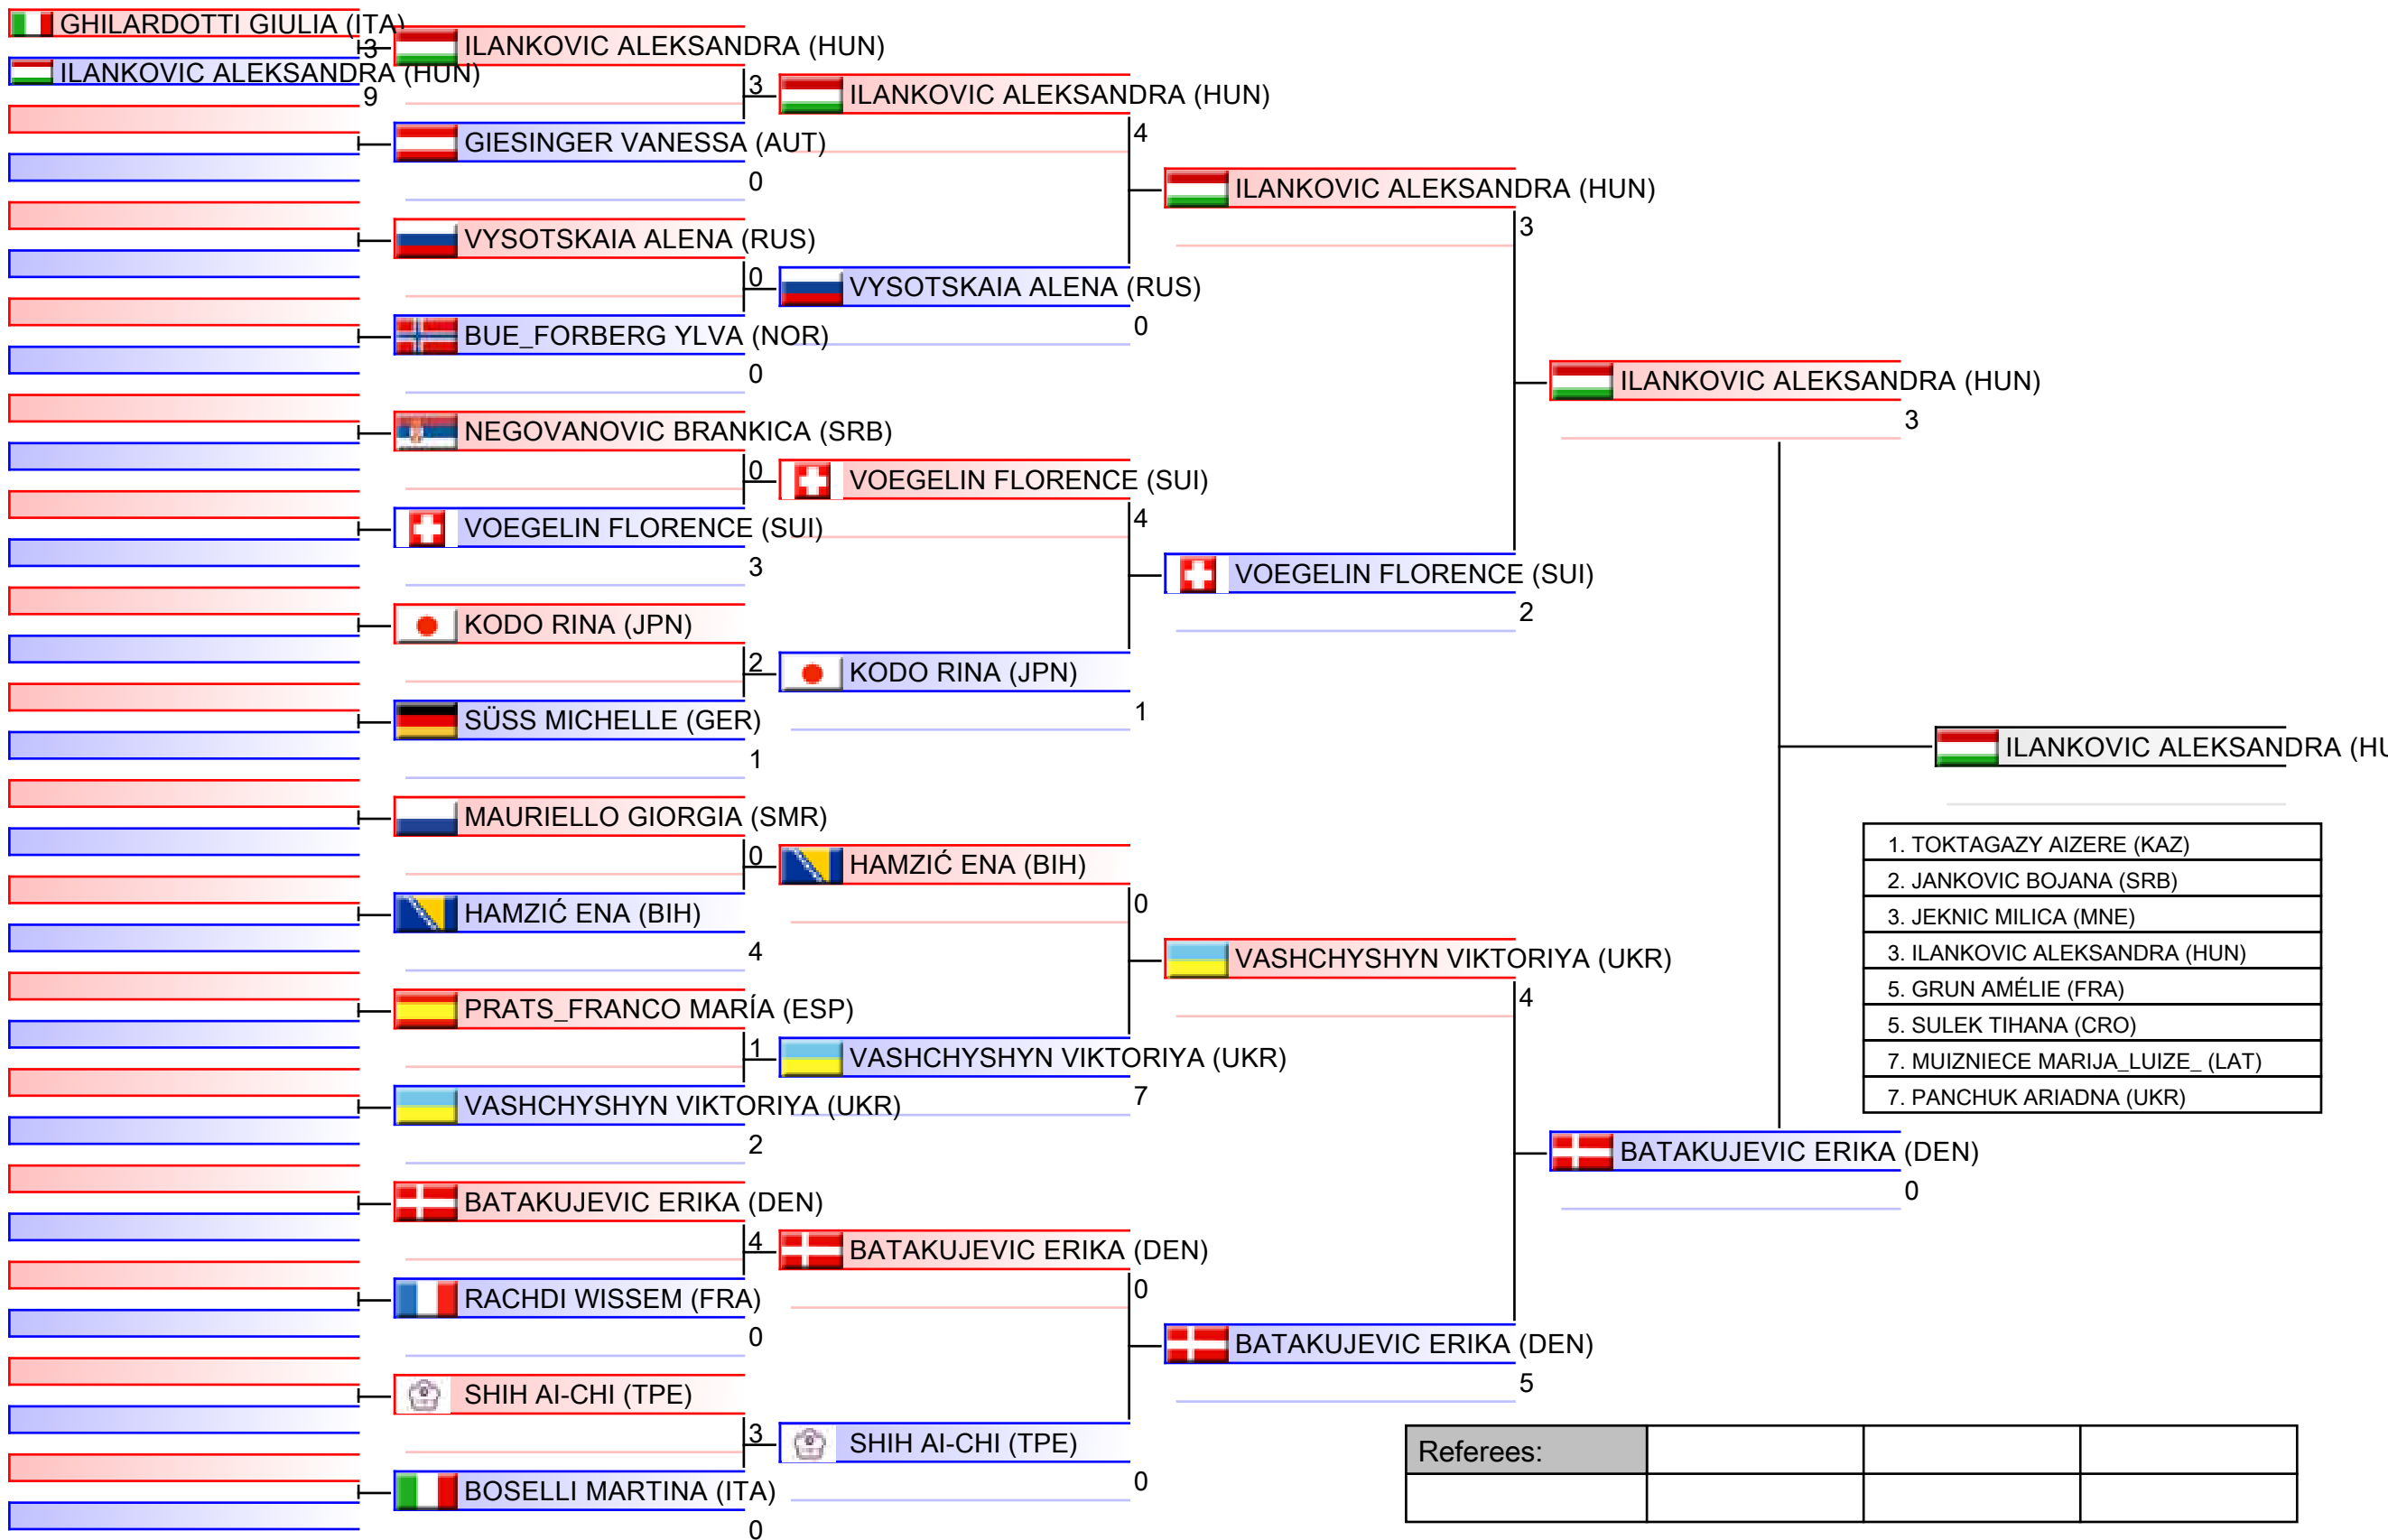 GHILARDOTTI GIULIA (ITA)
3
ILANKOVIC ALEKSANDRA (HUN)
9
ILANKOVIC ALEKSANDRA (HUN)
3
GIESINGER VANESSA (AUT)
0
VYSOTSKAIA ALENA (RUS)
0
BUE_FORBERG YLVA (NOR)
0
NEGOVANOVIC BRANKICA (SRB)
0
VOEGELIN FLORENCE (SUI)
3
KODO RINA (JPN)
2
SÜSS MICHELLE (GER)
1
MAURIELLO GIORGIA (SMR)
0
HAMZIĆ ENA (BIH)
4
PRATS_FRANCO MARÍA (ESP)
1
VASHCHYSHYN VIKTORIYA (UKR)
2
BATAKUJEVIC ERIKA (DEN)
4
RACHDI WISSEM (FRA)
0
SHIH AI-CHI (TPE)
3
BOSELLI MARTINA (ITA)
0
ILANKOVIC ALEKSANDRA (HUN)
4
VYSOTSKAIA ALENA (RUS)
0
VOEGELIN FLORENCE (SUI)
4
KODO RINA (JPN)
1
HAMZIĆ ENA (BIH)
0
VASHCHYSHYN VIKTORIYA (UKR)
7
BATAKUJEVIC ERIKA (DEN)
0
SHIH AI-CHI (TPE)
0
ILANKOVIC ALEKSANDRA (HUN)
3
VOEGELIN FLORENCE (SUI)
2
VASHCHYSHYN VIKTORIYA (UKR)
4
BATAKUJEVIC ERIKA (DEN)
5
ILANKOVIC ALEKSANDRA (HUN)
3
BATAKUJEVIC ERIKA (DEN)
0
ILANKOVIC ALEKSANDRA (HU
1. TOKTAGAZY AIZERE (KAZ)
2. JANKOVIC BOJANA (SRB)
3. JEKNIC MILICA (MNE)
3. ILANKOVIC ALEKSANDRA (HUN)
5. GRUN AMÉLIE (FRA)
5. SULEK TIHANA (CRO)
7. MUIZNIECE MARIJA_LUIZE_ (LAT)
7. PANCHUK ARIADNA (UKR)
Referees: